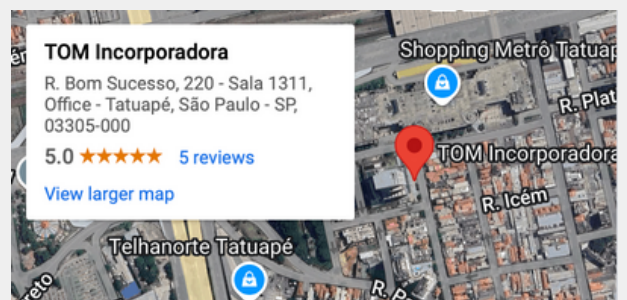 TOM Incorporadora
R. Bom Sucesso, 220 - Sala 1311,
Office - Tatuapé, São Paulo - SP,
03305-000
5.0 5 reviews
View larger map
Shopping Metrô Tatuap
R. Plat
TOM Incorporadora
R. Icém
Telhanorte Tatuapé
R. P
reto